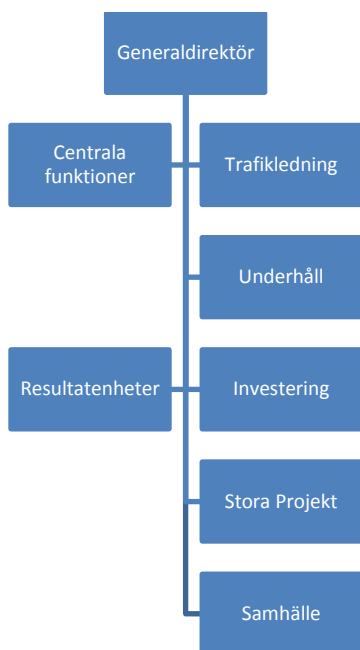 Generaldirektör
Centrala
funktioner
Trafikledning
Underhåll
Resultatenheter
Investering
Stora Projekt
Samhälle